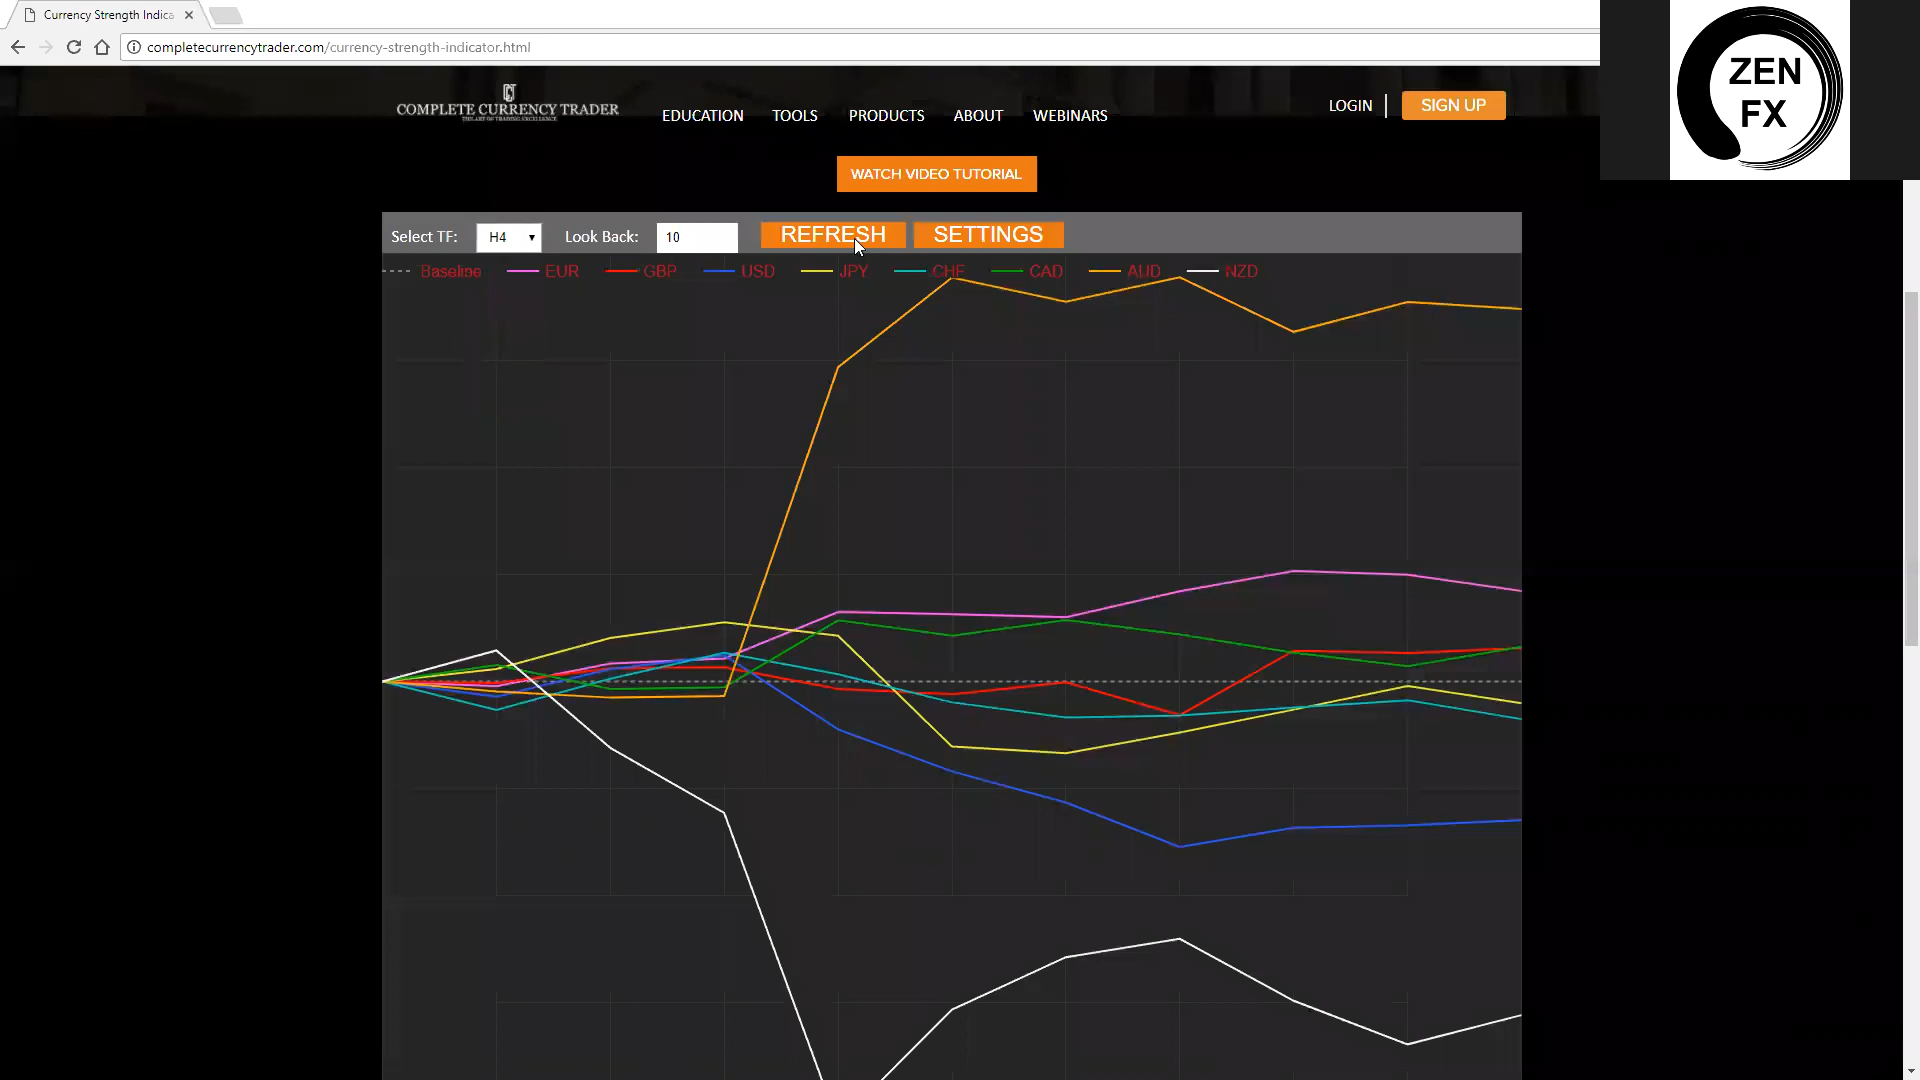 Currency Strength Indica
completecurrencytrader.com/currency-strength-indicator.html
ZEN
FX
COMPLETE CURRENCY TRADER
EDUCATION TOOLS PRODUCTS ABOUT WEBINARS
LOGIN SIGN UP
WATCH VIDEO TUTORIAL
Select TF: H4 Look Back: 10 REFRESH SETTINGS
Baseline EUR GBP USD JPY CHF CAD AUD NZD